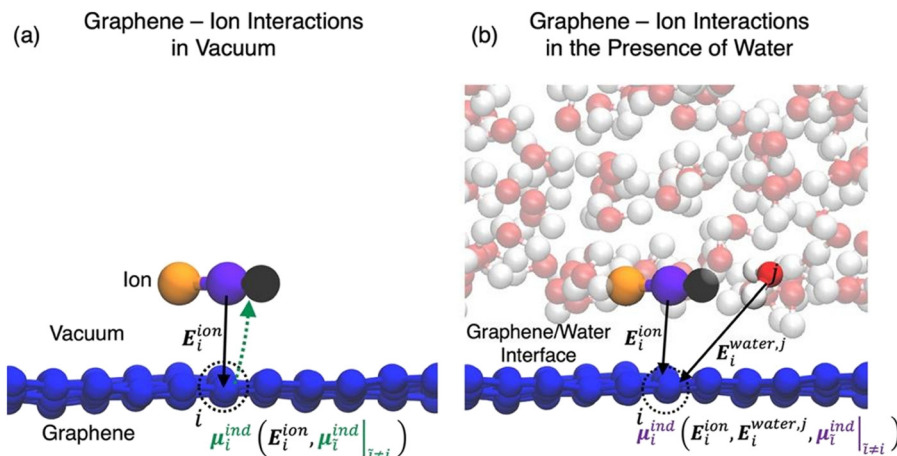 (a)
Graphene – Ion Interactions
in Vacuum
Ion
E_i^{ion}
Vacuum
Graphene
i
μ_i^{ind} (E_i^{ion}, μ_ĩ^{ind}|_{ĩ≠i})
(b)
Graphene – Ion Interactions
in the Presence of Water
j
E_i^{ion}
E_i^{water,j}
Graphene/Water
Interface
i
μ_i^{ind} (E_i^{ion}, E_i^{water,j}, μ_ĩ^{ind}|_{ĩ≠i})